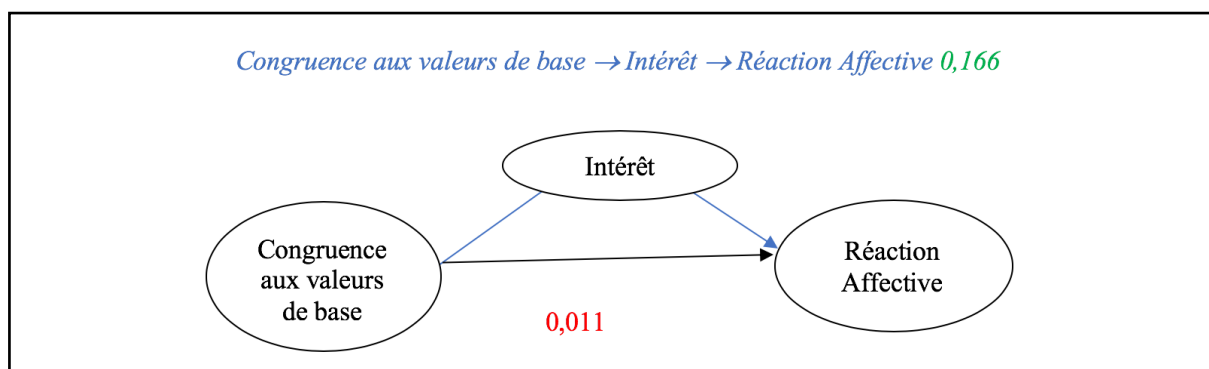 Congruence aux valeurs de base → Intérêt → Réaction Affective 0,166
Intérêt
Congruence
aux valeurs
de base
Réaction
Affective
0,011